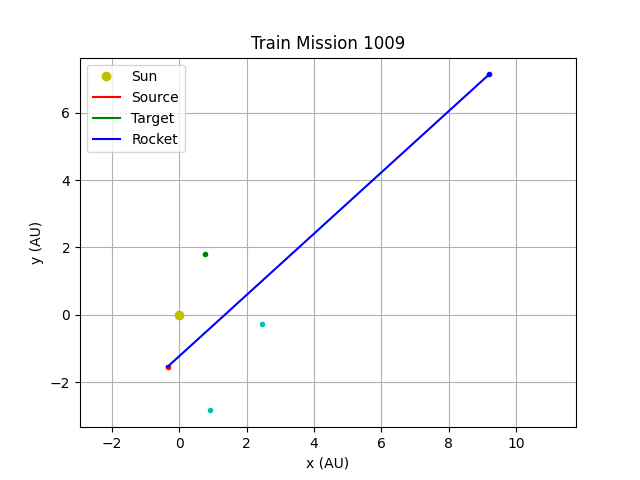 Train Mission 1009
Sun
Source
Target
Rocket
6
4
2
0
−2
y (AU)
−2 0 2 4 6 8 10
x (AU)